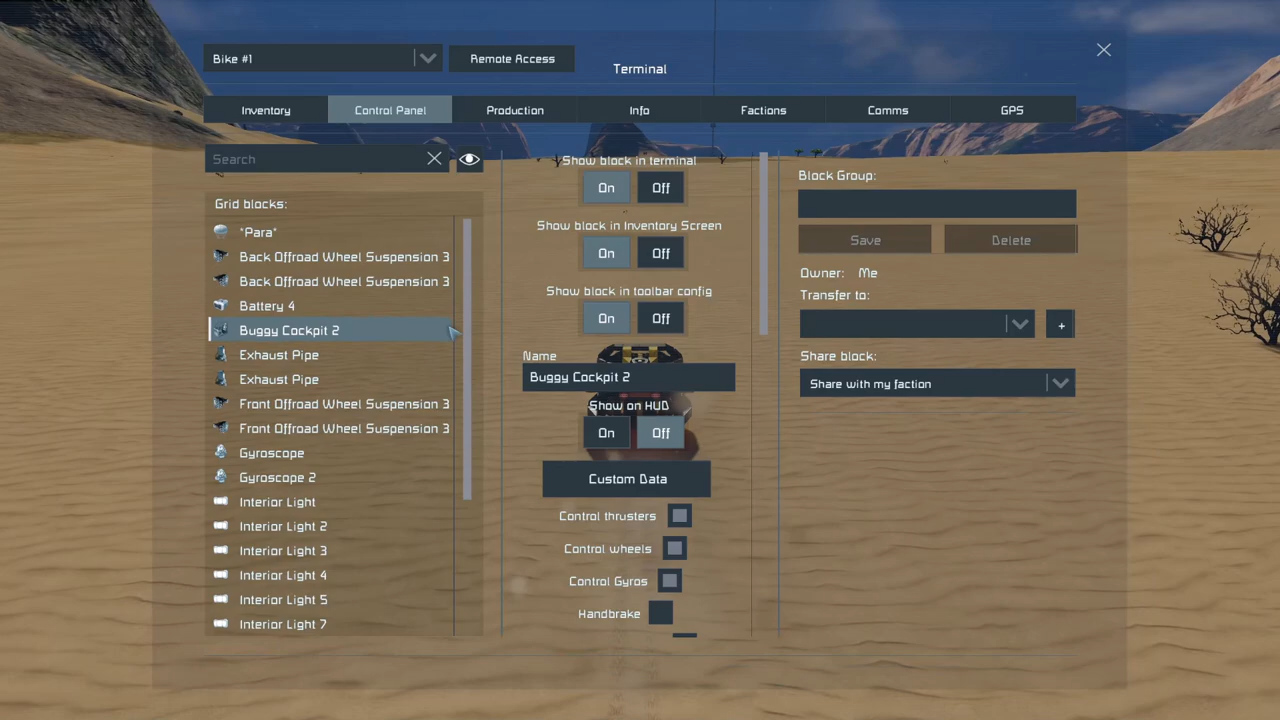 Bike #1
Remote Access
Terminal
Inventory
Control Panel
Production
Info
Factions
Comms
GPS
Search
Grid blocks:
*Para*
Back Offroad Wheel Suspension 3
Back Offroad Wheel Suspension 3
Battery 4
Buggy Cockpit 2
Exhaust Pipe
Exhaust Pipe
Front Offroad Wheel Suspension 3
Front Offroad Wheel Suspension 3
Gyroscope
Gyroscope 2
Interior Light
Interior Light 2
Interior Light 3
Interior Light 4
Interior Light 5
Interior Light 7
Show block in terminal
On Off
Show block in Inventory Screen
On Off
Show block in toolbar config
On Off
Name
Buggy Cockpit 2
Show on HUD
On Off
Custom Data
Control thrusters
Control wheels
Control Gyros
Handbrake
Block Group:
Save
Delete
Owner: Me
Transfer to:
+
Share block:
Share with my faction